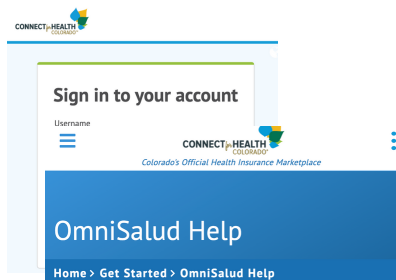 CONNECT for HEALTH
COLORADO
Sign in to your account
Username
CONNECT for HEALTH
COLORADO
Colorado's Official Health Insurance Marketplace
OmniSalud Help
Home > Get Started > OmniSalud Help